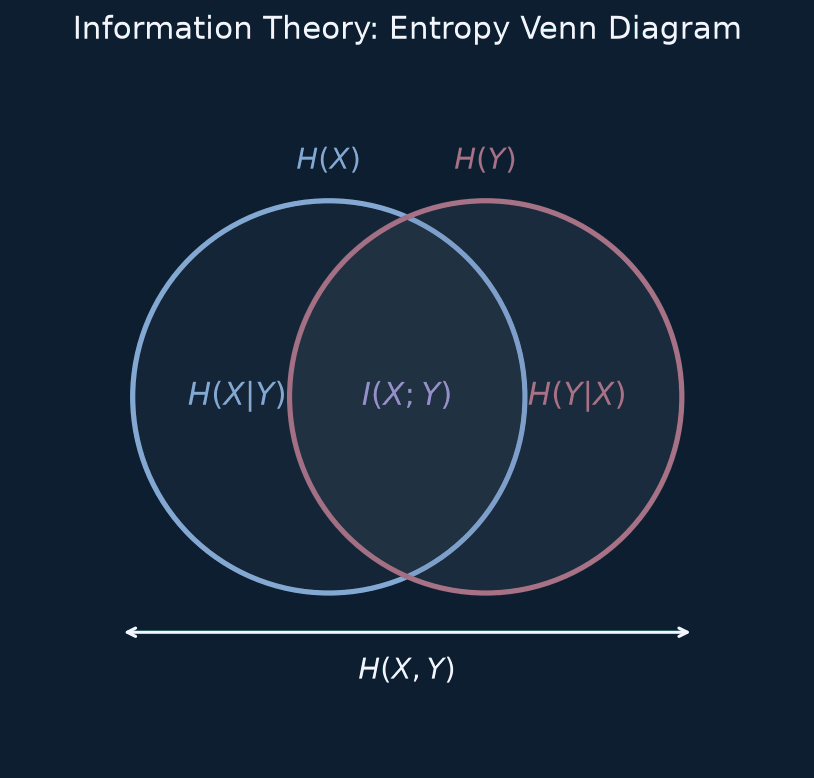 Information Theory: Entropy Venn Diagram
H(X)
H(Y)
H(X|Y)
I(X; Y)
H(Y|X)
H(X, Y)